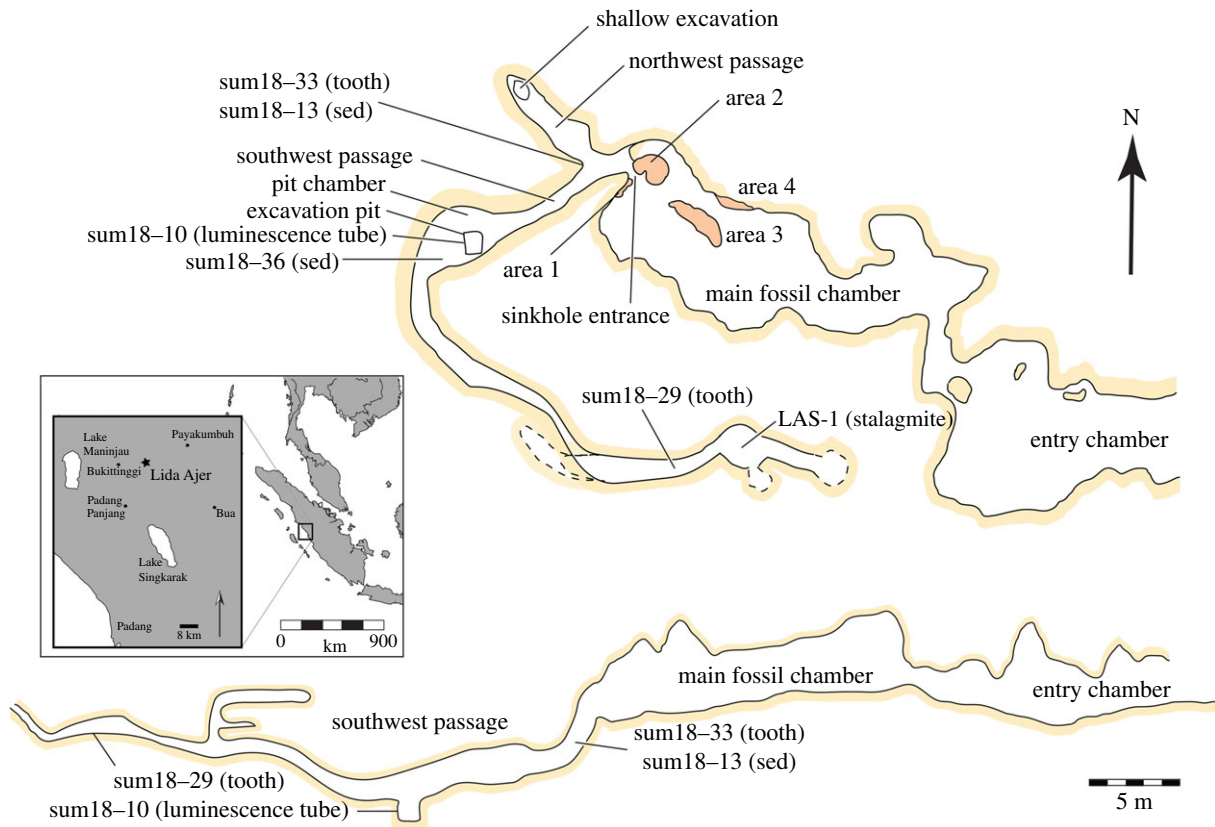 shallow excavation
northwest passage
sum18–33 (tooth)
area 2
sum18–13 (sed)
N
southwest passage
pit chamber
area 4
excavation pit
sum18–10 (luminescence tube)
area 3
sum18–36 (sed)
area 1
main fossil chamber
sinkhole entrance
sum18–29 (tooth)
LAS-1 (stalagmite)
entry chamber
Lake
Maninjau
Payakumbuh
Bukittinggi
Lida Ajer
Padang
Panjang
Bua
Lake
Singkarak
Padang
8 km
0
900
km
main fossil chamber
entry chamber
southwest passage
sum18–33 (tooth)
sum18–13 (sed)
sum18–29 (tooth)
sum18–10 (luminescence tube)
5 m